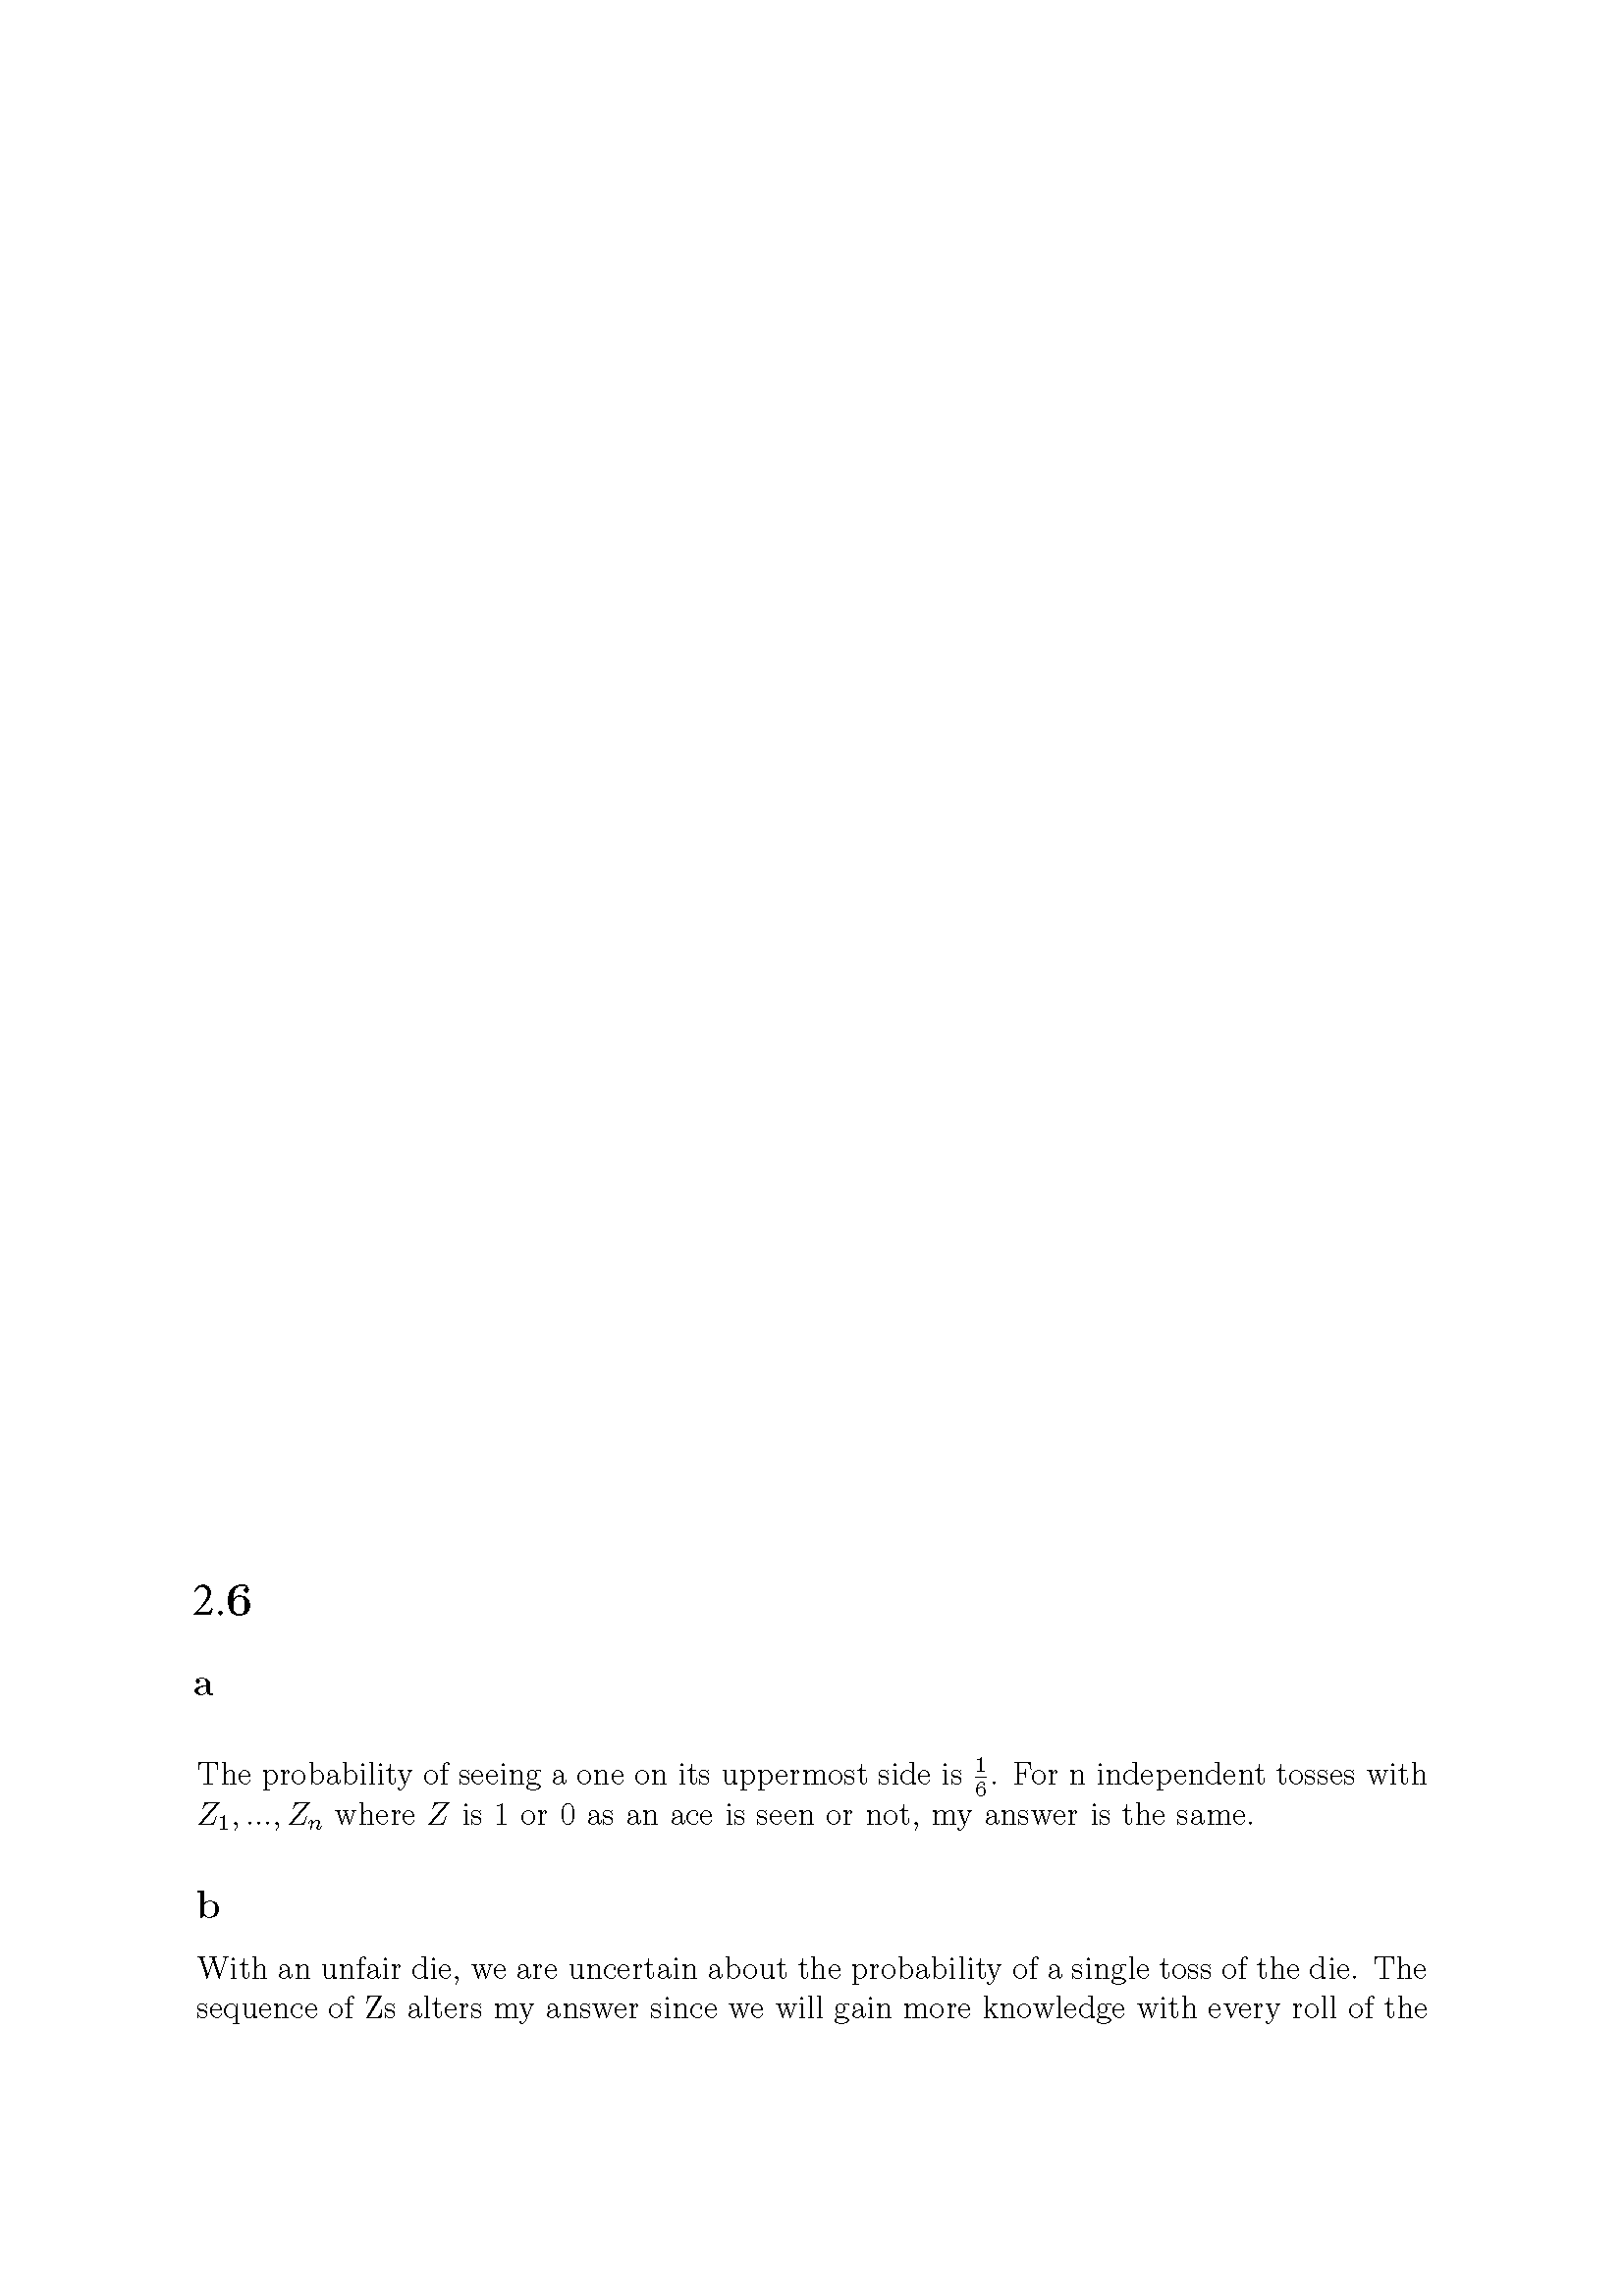 2.6
a
The probability of seeing a one on its uppermost side is 1/6. For n independent tosses with
Z1, ..., Zn where Z is 1 or 0 as an ace is seen or not, my answer is the same.
b
With an unfair die, we are uncertain about the probability of a single toss of the die. The
sequence of Zs alters my answer since we will gain more knowledge with every roll of the